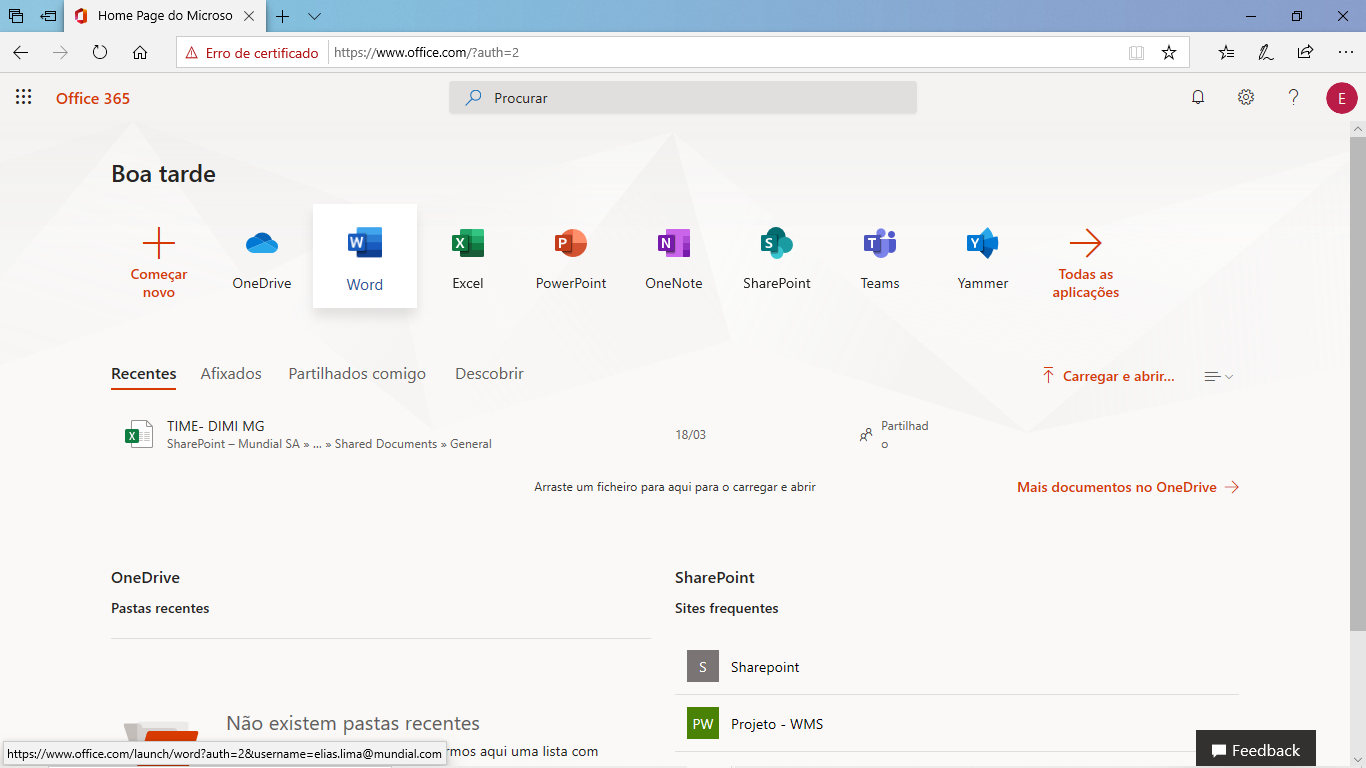 Home Page do Microso
Erro de certificado
https://www.office.com/?auth=2
Office 365
Procurar
E
Boa tarde
Começar novo
OneDrive
Word
Excel
PowerPoint
OneNote
SharePoint
Teams
Yammer
Todas as aplicações
Recentes
Afixados
Partilhados comigo
Descobrir
Carregar e abrir...
TIME- DIMI MG
SharePoint – Mundial SA » ... » Shared Documents » General
18/03
Partilhad
o
Arraste um ficheiro para aqui para o carregar e abrir
Mais documentos no OneDrive
OneDrive
Pastas recentes
SharePoint
Sites frequentes
S
Sharepoint
PW
Projeto - WMS
Não existem pastas recentes
rmos aqui uma lista com
https://www.office.com/launch/word?auth=2&username=elias.lima@mundial.com
Feedback